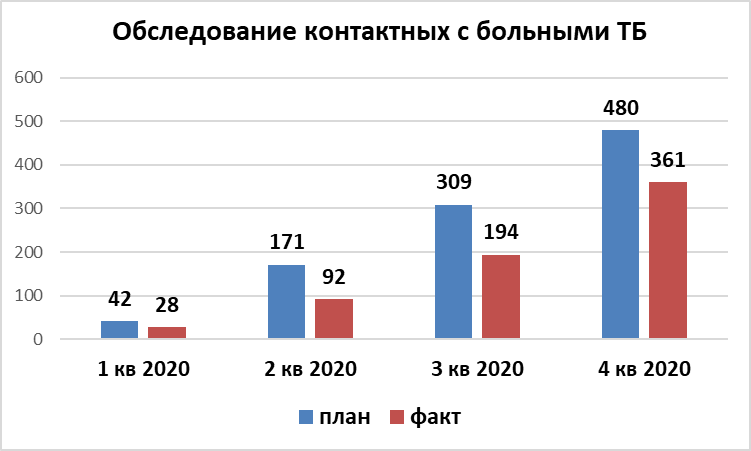 Обследование контактных с больными ТБ
600
500
400
300
200
100
0
42
28
171
92
309
194
480
361
1 кв 2020
2 кв 2020
3 кв 2020
4 кв 2020
план
факт